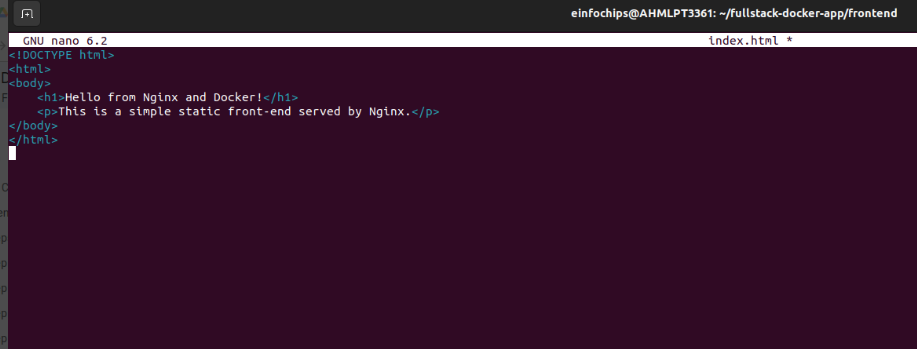 einfochips@AHMLPT3361: ~/fullstack-docker-app/frontend
GNU nano 6.2 index.html *
<!DOCTYPE html>
<html>
<body>
    <h1>Hello from Nginx and Docker!</h1>
    <p>This is a simple static front-end served by Nginx.</p>
</body>
</html>